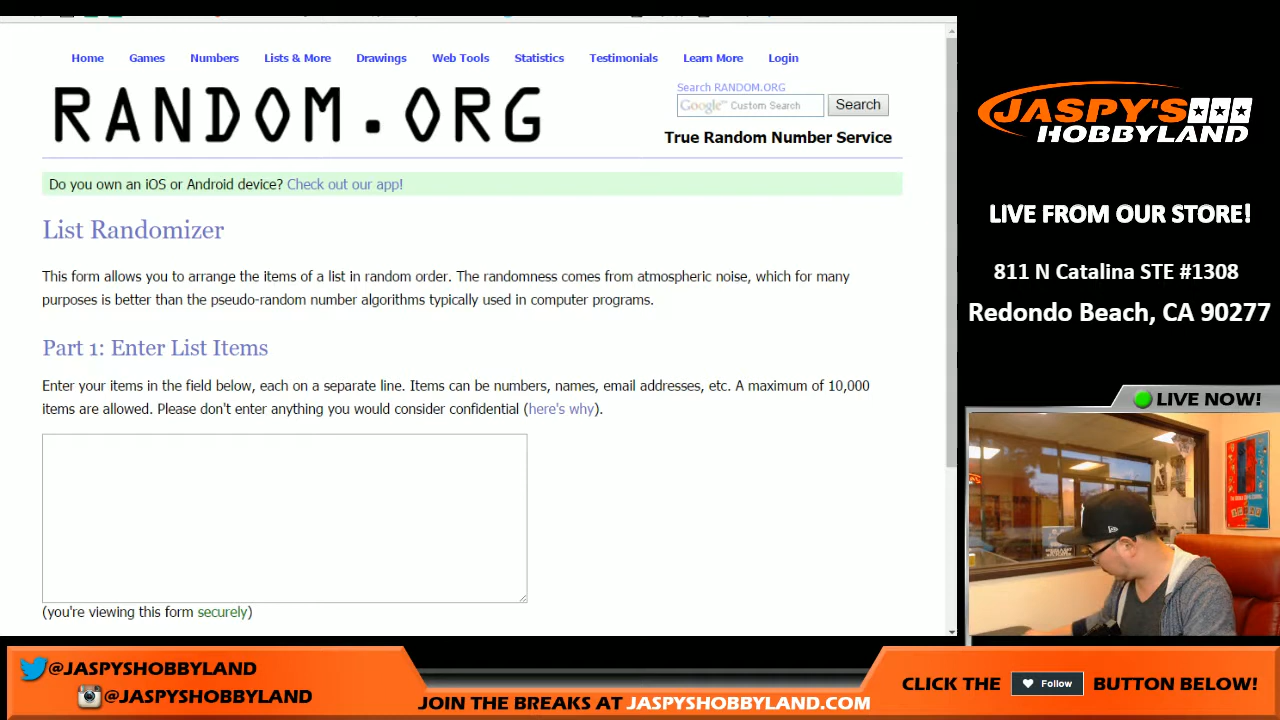 Home Games Numbers Lists & More Drawings Web Tools Statistics Testimonials Learn More Login
RANDOM.ORG
Search RANDOM.ORG
Google™ Custom Search Search
True Random Number Service
Do you own an iOS or Android device? Check out our app!
List Randomizer
This form allows you to arrange the items of a list in random order. The randomness comes from atmospheric noise, which for many
purposes is better than the pseudo-random number algorithms typically used in computer programs.
Part 1: Enter List Items
Enter your items in the field below, each on a separate line. Items can be numbers, names, email addresses, etc. A maximum of 10,000
items are allowed. Please don't enter anything you would consider confidential (here's why).
(you're viewing this form securely)
JASPY'S
HOBBYLAND
LIVE FROM OUR STORE!
811 N Catalina STE #1308
Redondo Beach, CA 90277
LIVE NOW!
@JASPYSHOBBYLAND
@JASPYSHOBBYLAND
JOIN THE BREAKS AT JASPYSHOBBYLAND.COM
CLICK THE Follow BUTTON BELOW!